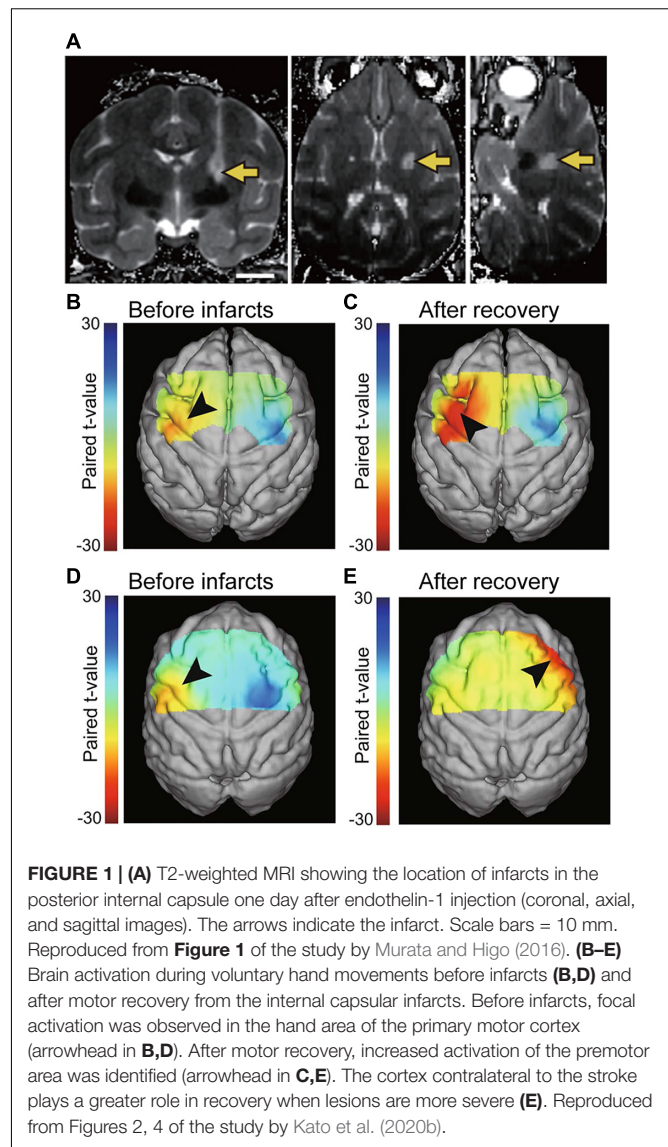 A
B
Before infarcts
C
After recovery
30
Paired t-value
-30
30
Paired t-value
-30
D
Before infarcts
E
After recovery
30
Paired t-value
-30
30
Paired t-value
-30
FIGURE 1 | (A) T2-weighted MRI showing the location of infarcts in the
posterior internal capsule one day after endothelin-1 injection (coronal, axial,
and sagittal images). The arrows indicate the infarct. Scale bars = 10 mm.
Reproduced from Figure 1 of the study by Murata and Higo (2016). (B–E)
Brain activation during voluntary hand movements before infarcts (B,D) and
after motor recovery from the internal capsular infarcts. Before infarcts, focal
activation was observed in the hand area of the primary motor cortex
(arrowhead in B,D). After motor recovery, increased activation of the premotor
area was identified (arrowhead in C,E). The cortex contralateral to the stroke
plays a greater role in recovery when lesions are more severe (E). Reproduced
from Figures 2, 4 of the study by Kato et al. (2020b).